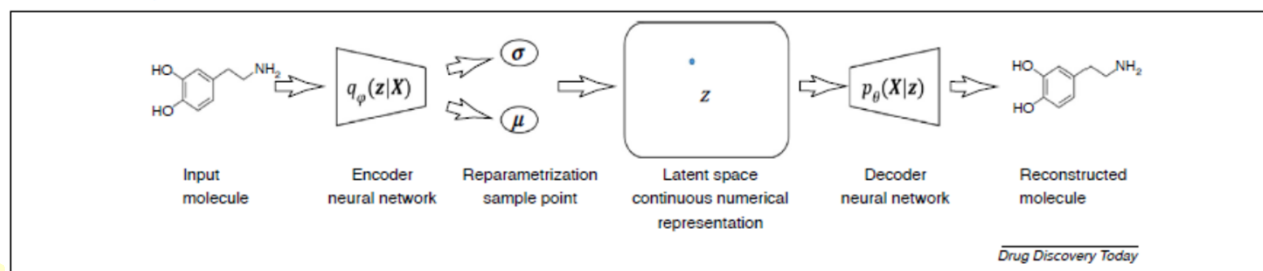 HO
HO
NH2
qφ(z|X)
σ
μ
z
pθ(X|z)
HO
HO
NH2
Input
molecule
Encoder
neural network
Reparametrization
sample point
Latent space
continuous numerical
representation
Decoder
neural network
Reconstructed
molecule
Drug Discovery Today